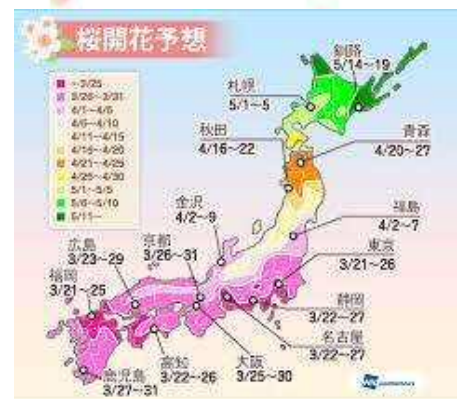 桜開花予想
~3/25
3/26~3/31
4/1~4/5
4/6~4/10
4/11~4/15
4/16~4/20
4/21~4/25
4/26~4/30
5/1~5/5
5/6~5/10
5/11~
釧路
5/14~19
札幌
5/1~5
秋田
4/16~22
青森
4/20~27
金沢
4/2~9
福島
4/2~7
広島
3/23~29
京都
3/26~31
東京
3/21~26
福岡
3/21~25
静岡
3/22~27
名古屋
3/22~27
鹿児島
3/27~31
高知
3/22~26
大阪
3/25~30